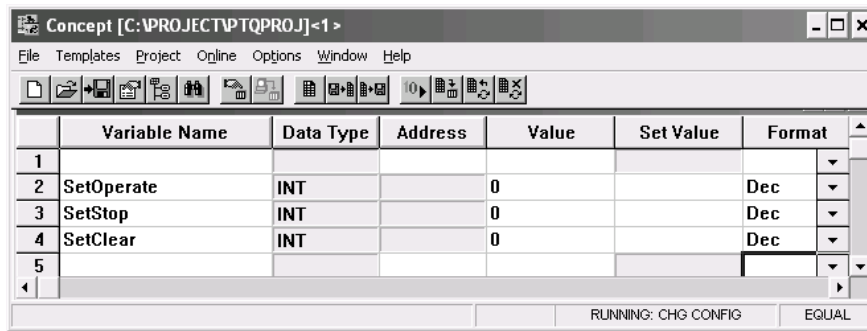 Concept [C:\PROJECT\PTQPROJ]<1>
File Templates Project Online Options Window Help
Variable Name Data Type Address Value Set Value Format
1
2 SetOperate INT 0 Dec
3 SetStop INT 0 Dec
4 SetClear INT 0 Dec
5
RUNNING: CHG CONFIG EQUAL